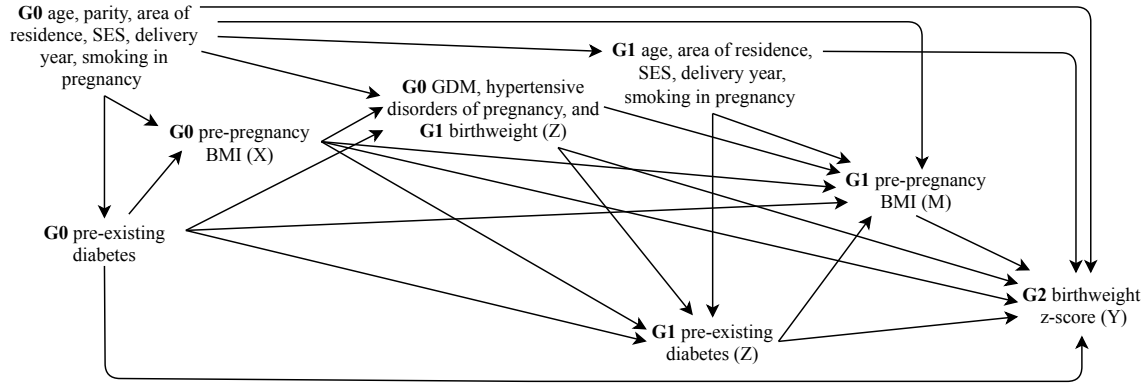 G0 age, parity, area of
residence, SES, delivery
year, smoking in
pregnancy
G1 age, area of residence,
SES, delivery year,
smoking in pregnancy
G0 GDM, hypertensive
disorders of pregnancy, and
G1 birthweight (Z)
G0 pre-pregnancy
BMI (X)
G1 pre-pregnancy
BMI (M)
G0 pre-existing
diabetes
G2 birthweight
z-score (Y)
G1 pre-existing
diabetes (Z)